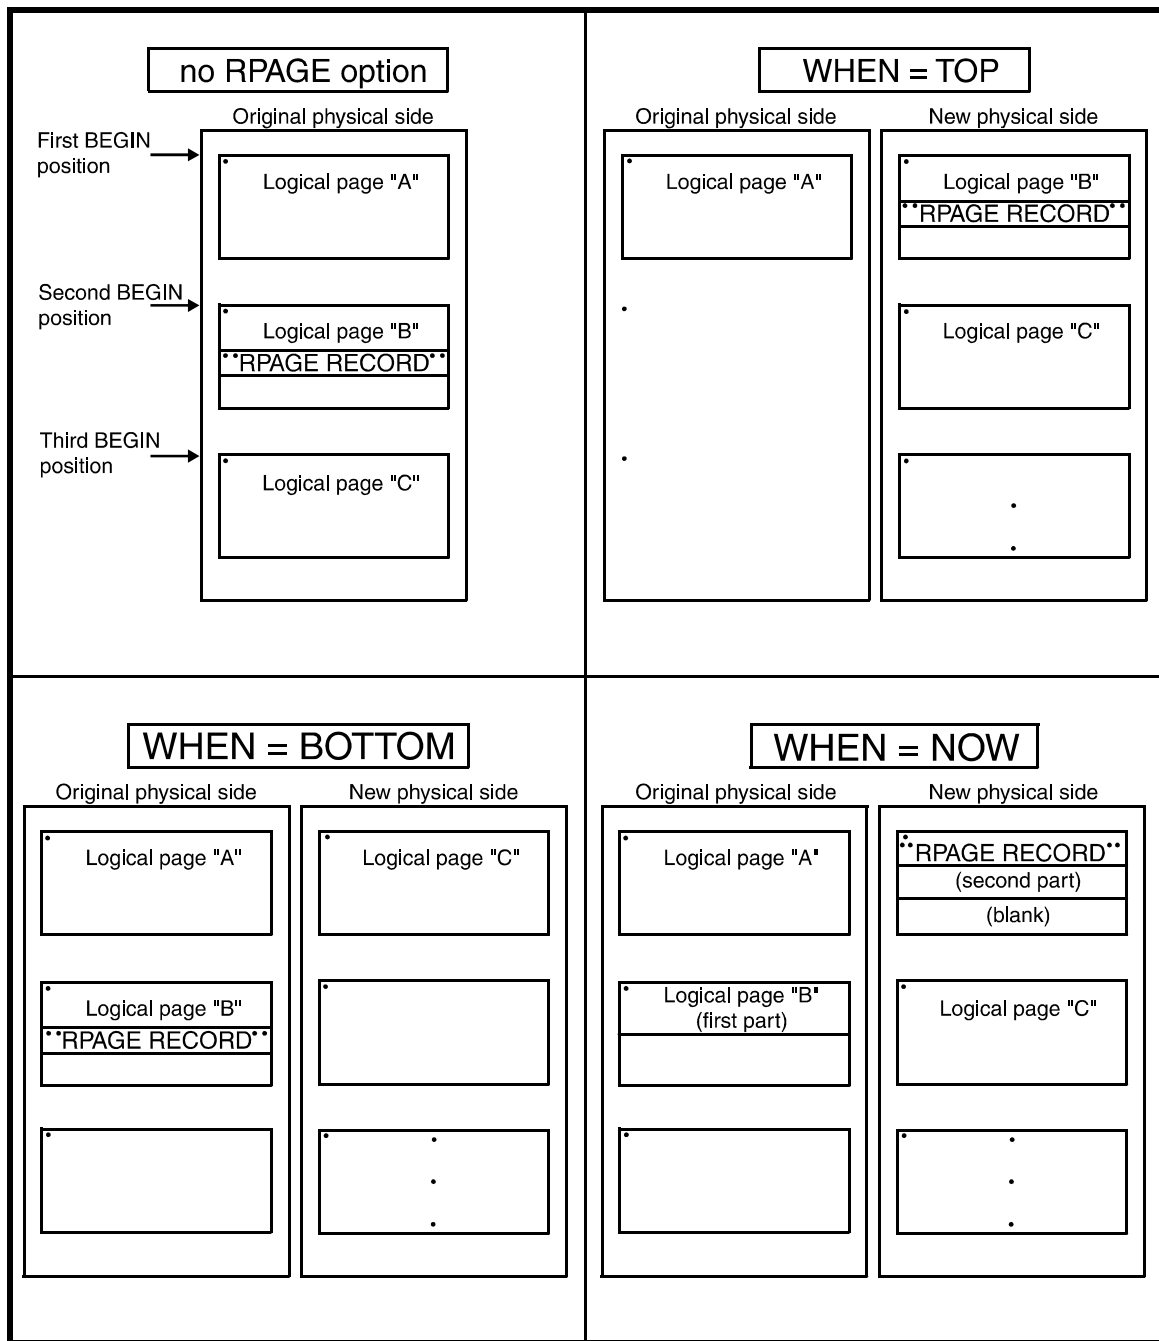 no RPAGE option
Original physical side
First BEGIN
position
Logical page "A"
Second BEGIN
position
Logical page "B"
RPAGE RECORD
Third BEGIN
position
Logical page "C"
WHEN = TOP
Original physical side
New physical side
Logical page "A"
Logical page "B"
RPAGE RECORD
Logical page "C"
WHEN = BOTTOM
Original physical side
New physical side
Logical page "A"
Logical page "C"
Logical page "B"
RPAGE RECORD
WHEN = NOW
Original physical side
New physical side
Logical page "A"
RPAGE RECORD
(second part)
(blank)
Logical page "B"
(first part)
Logical page "C"